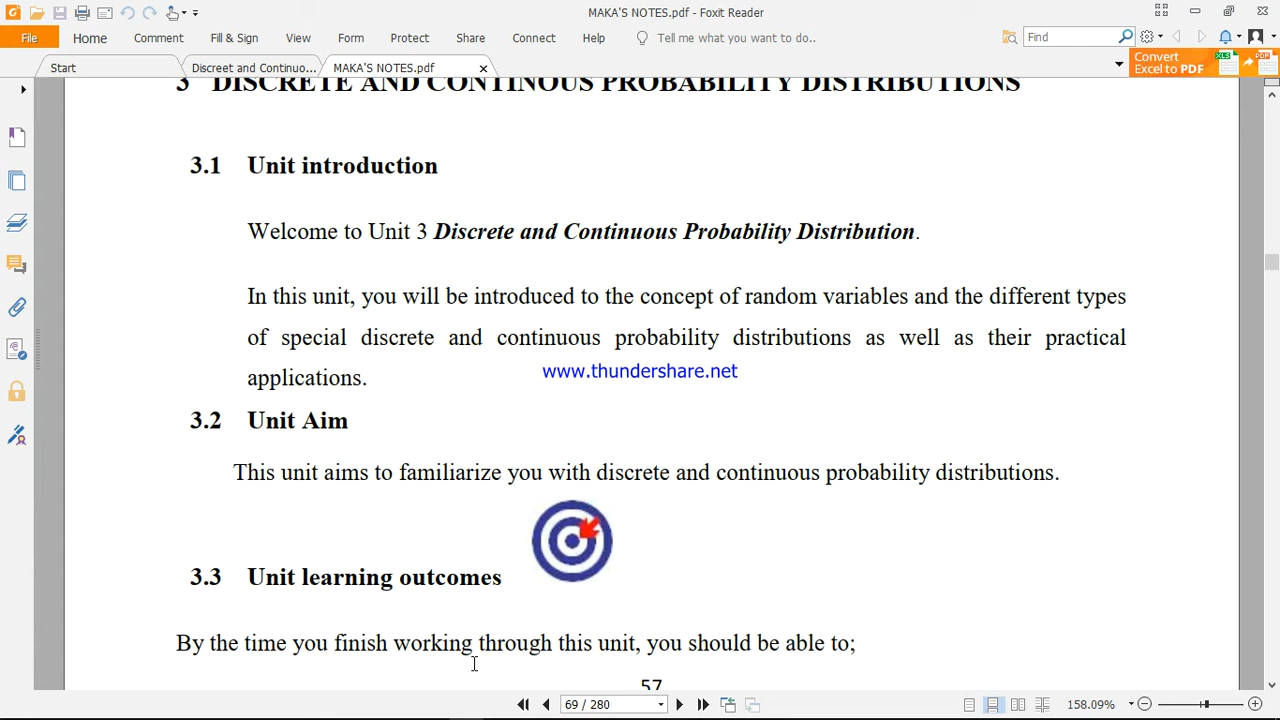 MAKA'S NOTES.pdf - Foxit Reader
File Home Comment Fill & Sign View Form Protect Share Connect Help Tell me what you want to do.. Find
Start Discreet and Continuo... MAKA'S NOTES.pdf Convert Excel to PDF XLS PDF
3 DISCRETE AND CONTINOUS PROBABILITY DISTRIBUTIONS
3.1 Unit introduction
Welcome to Unit 3 Discrete and Continuous Probability Distribution.
In this unit, you will be introduced to the concept of random variables and the different types
of special discrete and continuous probability distributions as well as their practical
applications.
www.thundershare.net
3.2 Unit Aim
This unit aims to familiarize you with discrete and continuous probability distributions.
3.3 Unit learning outcomes
By the time you finish working through this unit, you should be able to;
57
69 / 280 158.09%